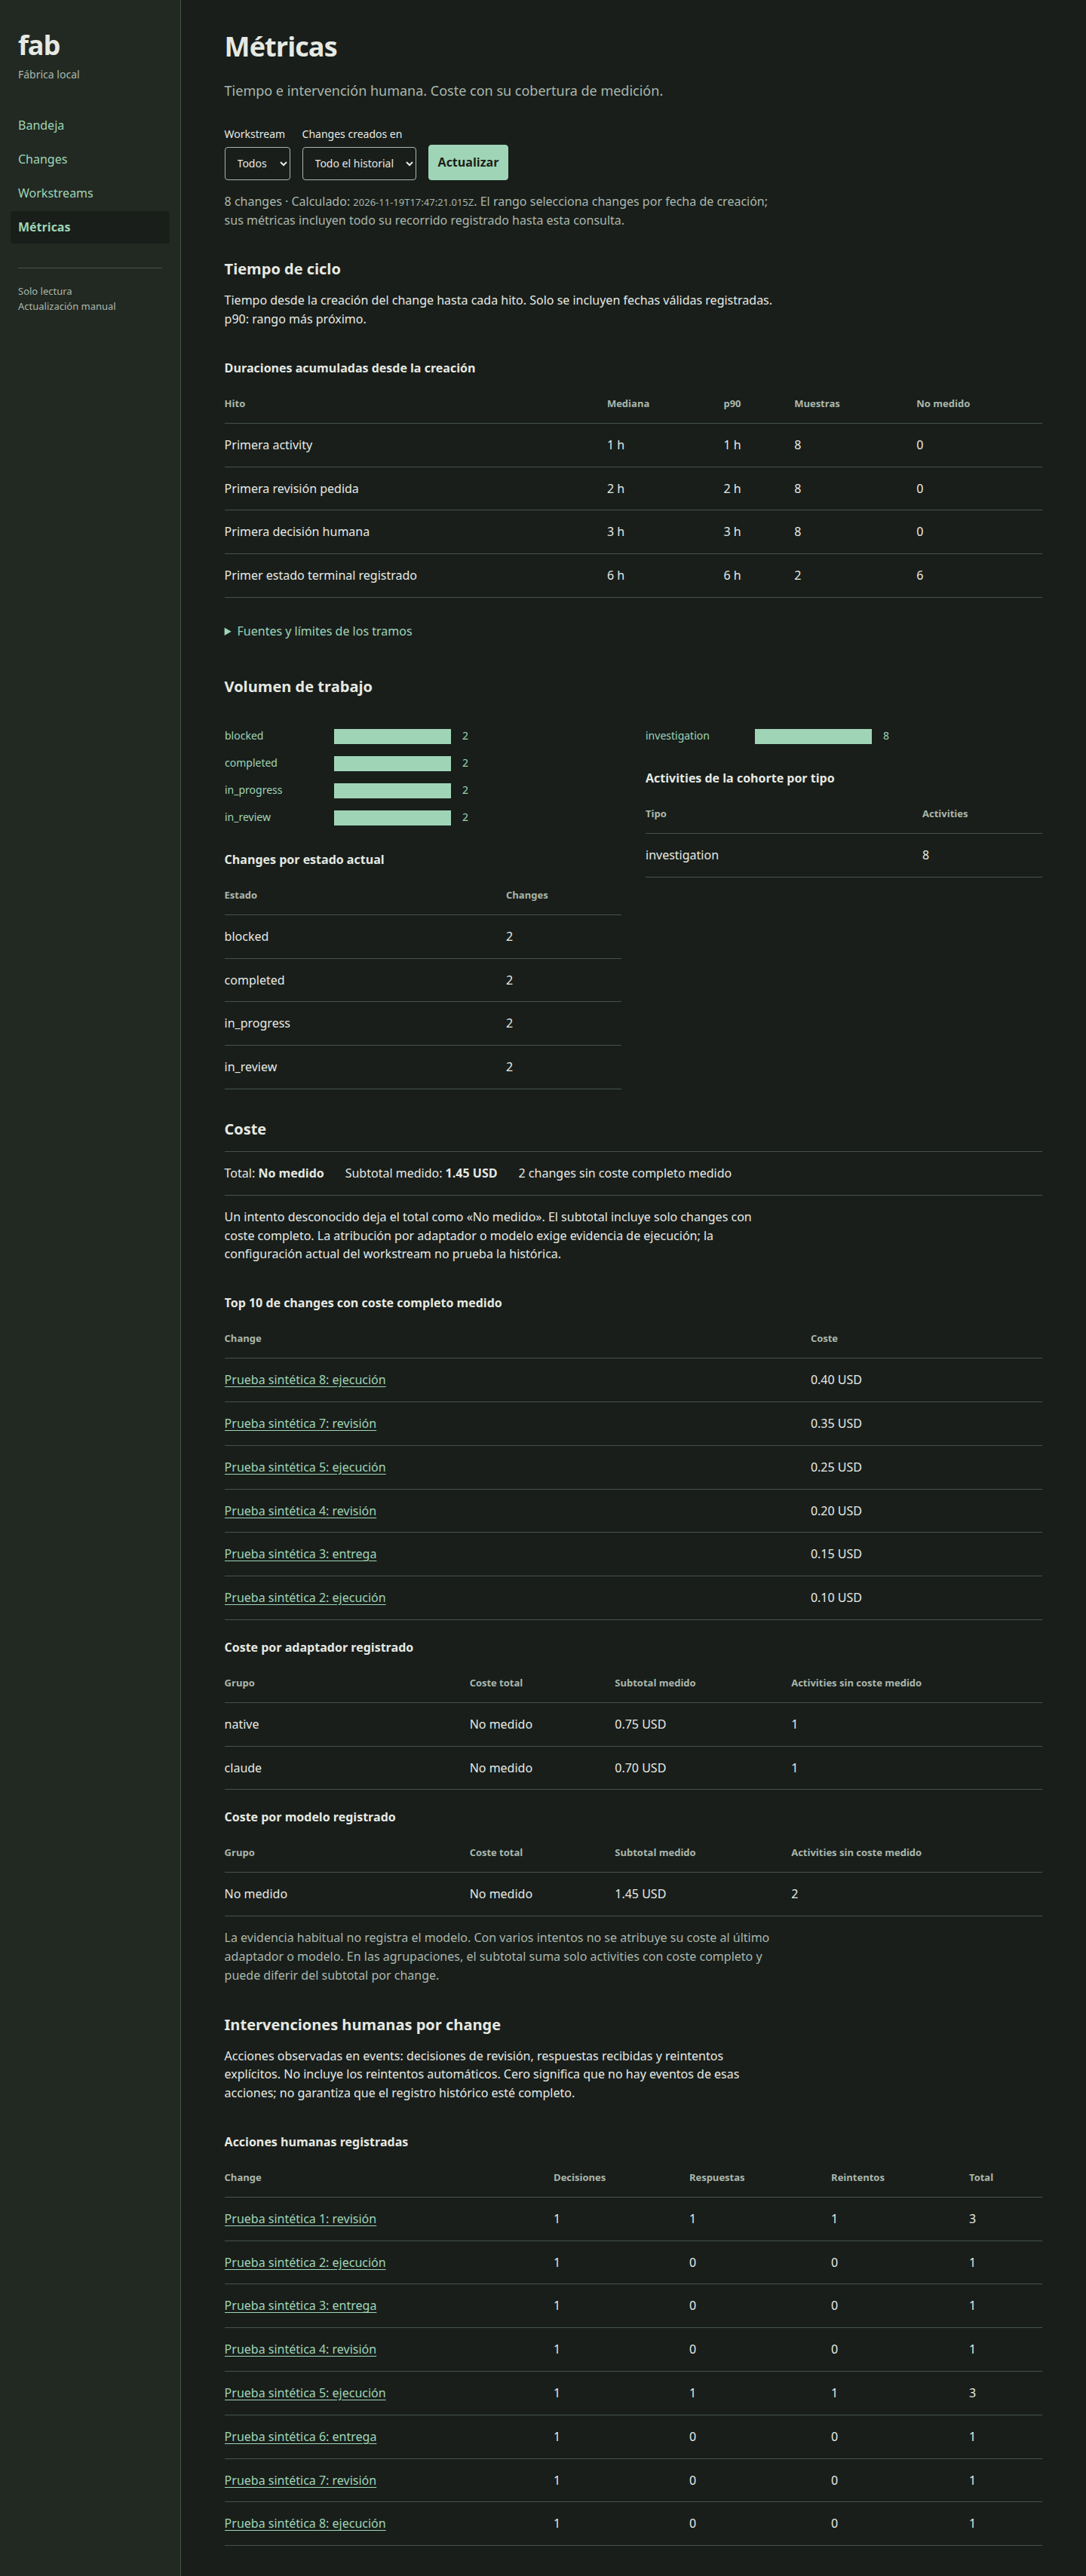 fab
Fábrica local
Bandeja
Changes
Workstreams
Métricas
Solo lectura
Actualización manual
Métricas
Tiempo e intervención humana. Coste con su cobertura de medición.
Workstream Changes creados en
Todos Todo el historial Actualizar
8 changes · Calculado: 2026-11-19T17:47:21.015Z. El rango selecciona changes por fecha de creación;
sus métricas incluyen todo su recorrido registrado hasta esta consulta.
Tiempo de ciclo
Tiempo desde la creación del change hasta cada hito. Solo se incluyen fechas válidas registradas.
p90: rango más próximo.
Duraciones acumuladas desde la creación
Hito Mediana p90 Muestras No medido
Primera activity 1 h 1 h 8 0
Primera revisión pedida 2 h 2 h 8 0
Primera decisión humana 3 h 3 h 8 0
Primer estado terminal registrado 6 h 6 h 2 6
Fuentes y límites de los tramos
Volumen de trabajo
blocked 2
completed 2
in_progress 2
in_review 2
Changes por estado actual
Estado Changes
blocked 2
completed 2
in_progress 2
in_review 2
investigation 8
Activities de la cohorte por tipo
Tipo Activities
investigation 8
Coste
Total: No medido Subtotal medido: 1.45 USD 2 changes sin coste completo medido
Un intento desconocido deja el total como «No medido». El subtotal incluye solo changes con
coste completo. La atribución por adaptador o modelo exige evidencia de ejecución; la
configuración actual del workstream no prueba la histórica.
Top 10 de changes con coste completo medido
Change Coste
Prueba sintética 8: ejecución 0.40 USD
Prueba sintética 7: revisión 0.35 USD
Prueba sintética 5: ejecución 0.25 USD
Prueba sintética 4: revisión 0.20 USD
Prueba sintética 3: entrega 0.15 USD
Prueba sintética 2: ejecución 0.10 USD
Coste por adaptador registrado
Grupo Coste total Subtotal medido Activities sin coste medido
native No medido 0.75 USD 1
claude No medido 0.70 USD 1
Coste por modelo registrado
Grupo Coste total Subtotal medido Activities sin coste medido
No medido No medido 1.45 USD 2
La evidencia habitual no registra el modelo. Con varios intentos no se atribuye su coste al último
adaptador o modelo. En las agrupaciones, el subtotal suma solo activities con coste completo y
puede diferir del subtotal por change.
Intervenciones humanas por change
Acciones observadas en events: decisiones de revisión, respuestas recibidas y reintentos
explícitos. No incluye los reintentos automáticos. Cero significa que no hay eventos de esas
acciones; no garantiza que el registro histórico esté completo.
Acciones humanas registradas
Change Decisiones Respuestas Reintentos Total
Prueba sintética 1: revisión 1 1 1 3
Prueba sintética 2: ejecución 1 0 0 1
Prueba sintética 3: entrega 1 0 0 1
Prueba sintética 4: revisión 1 0 0 1
Prueba sintética 5: ejecución 1 1 1 3
Prueba sintética 6: entrega 1 0 0 1
Prueba sintética 7: revisión 1 0 0 1
Prueba sintética 8: ejecución 1 0 0 1